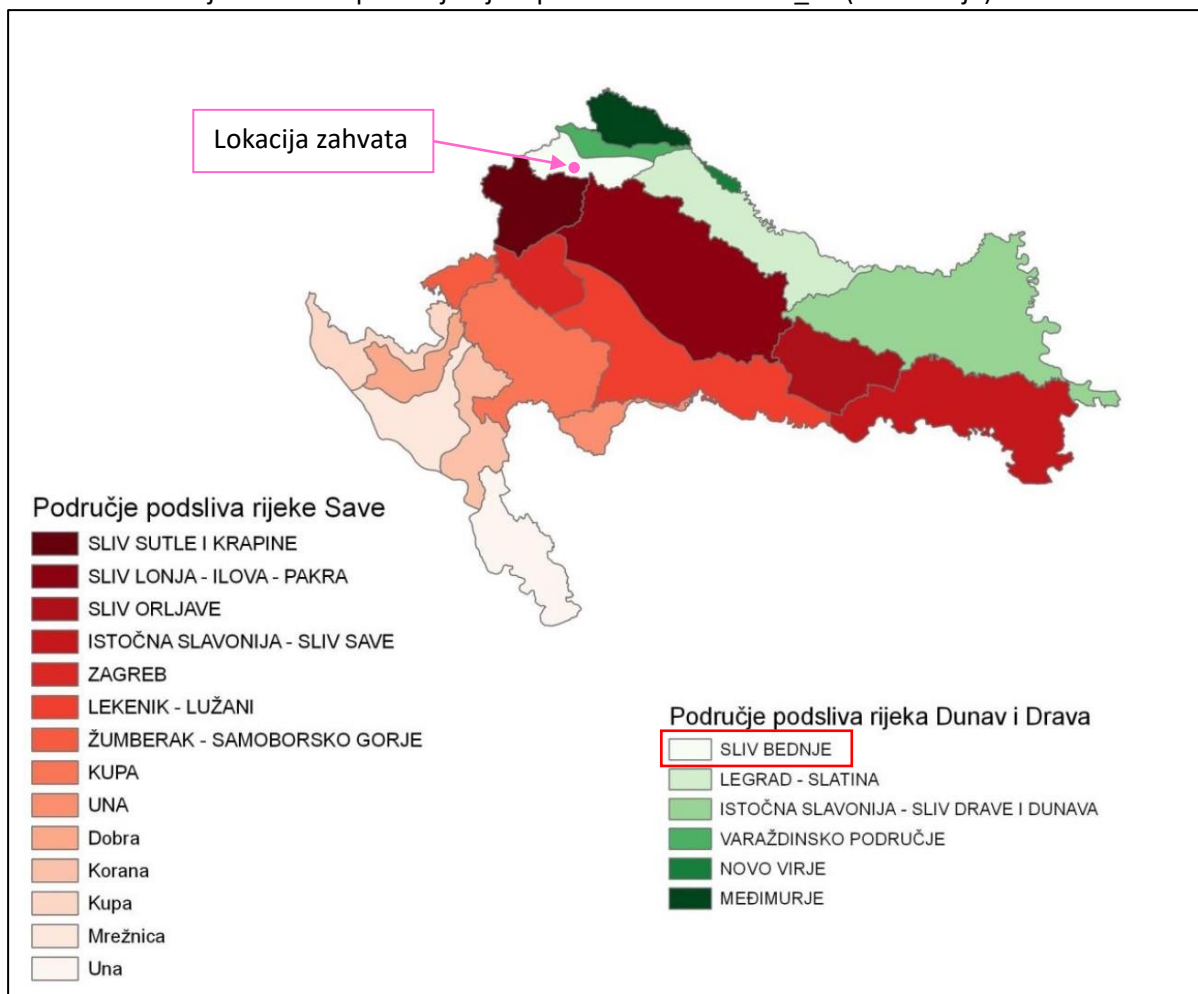 Lokacija zahvata
Područje podsliva rijeke Save
SLIV SUTLE I KRAPINE
SLIV LONJA - ILOVA - PAKRA
SLIV ORLJAVE
ISTOČNA SLAVONIJA - SLIV SAVE
ZAGREB
LEKENIK - LUŽANI
ŽUMBERAK - SAMOBORSKO GORJE
KUPA
UNA
Dobra
Korana
Kupa
Mrežnica
Una
Područje podsliva rijeka Dunav i Drava
SLIV BEDNJE
LEGRAD - SLATINA
ISTOČNA SLAVONIJA - SLIV DRAVE I DUNAVA
VARAŽDINSKO PODRUČJE
NOVO VIRJE
MEĐIMURJE